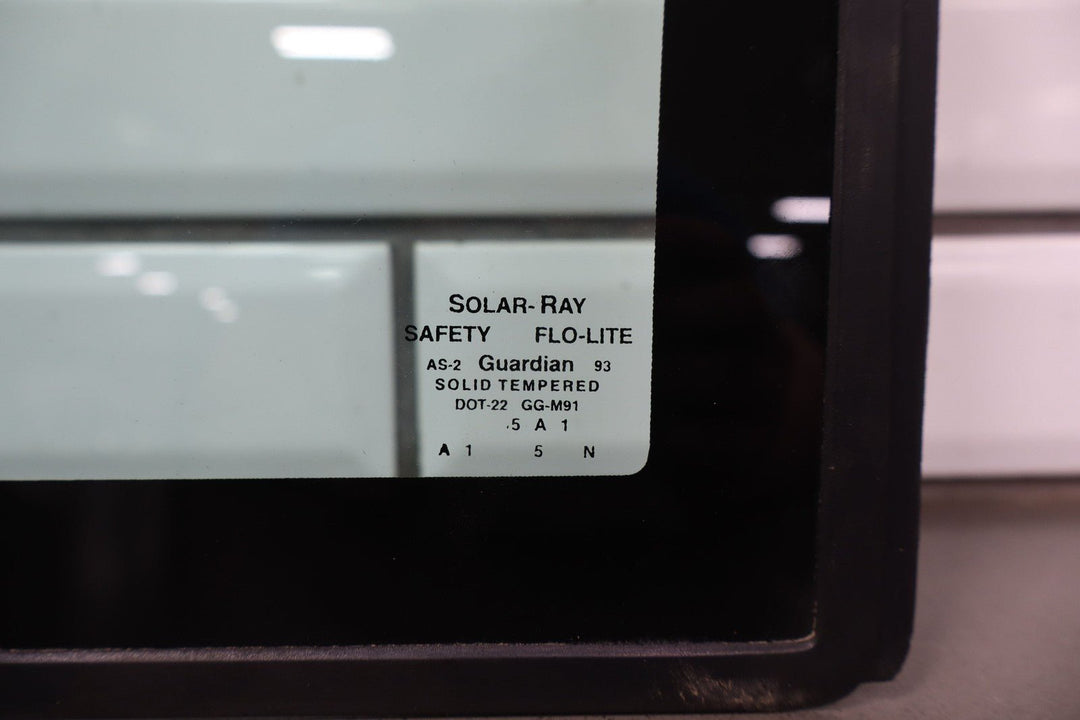 SOLAR-RAY
SAFETY FLO-LITE
AS-2 Guardian 93
SOLID TEMPERED
DOT-22 GG-M91
.5 A 1
A 1 5 N